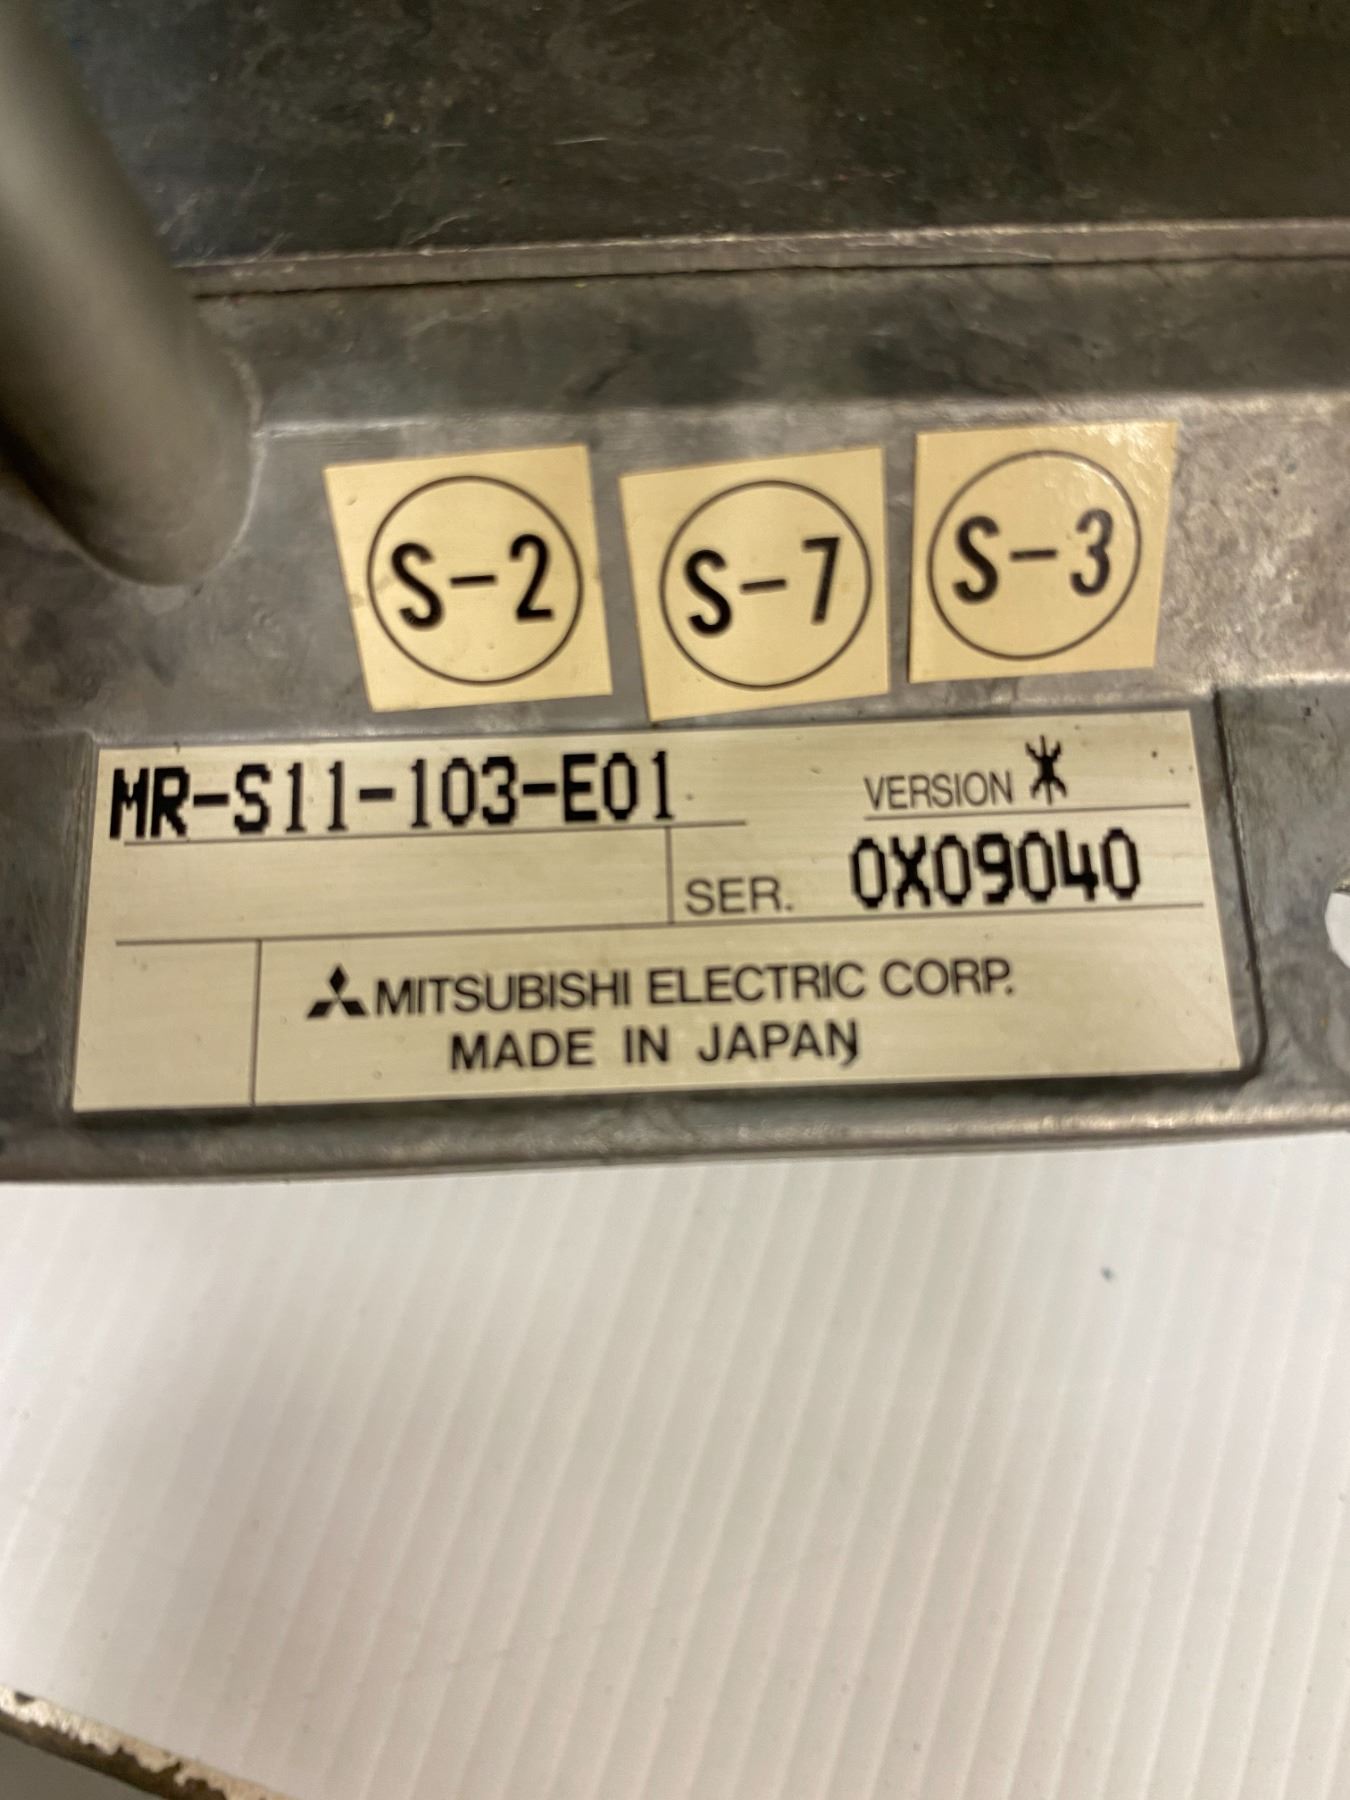 S-2 S-7 S-3
MR-S11-103-E01 VERSION *
SER. 0X09040
MITSUBISHI ELECTRIC CORP.
MADE IN JAPAN